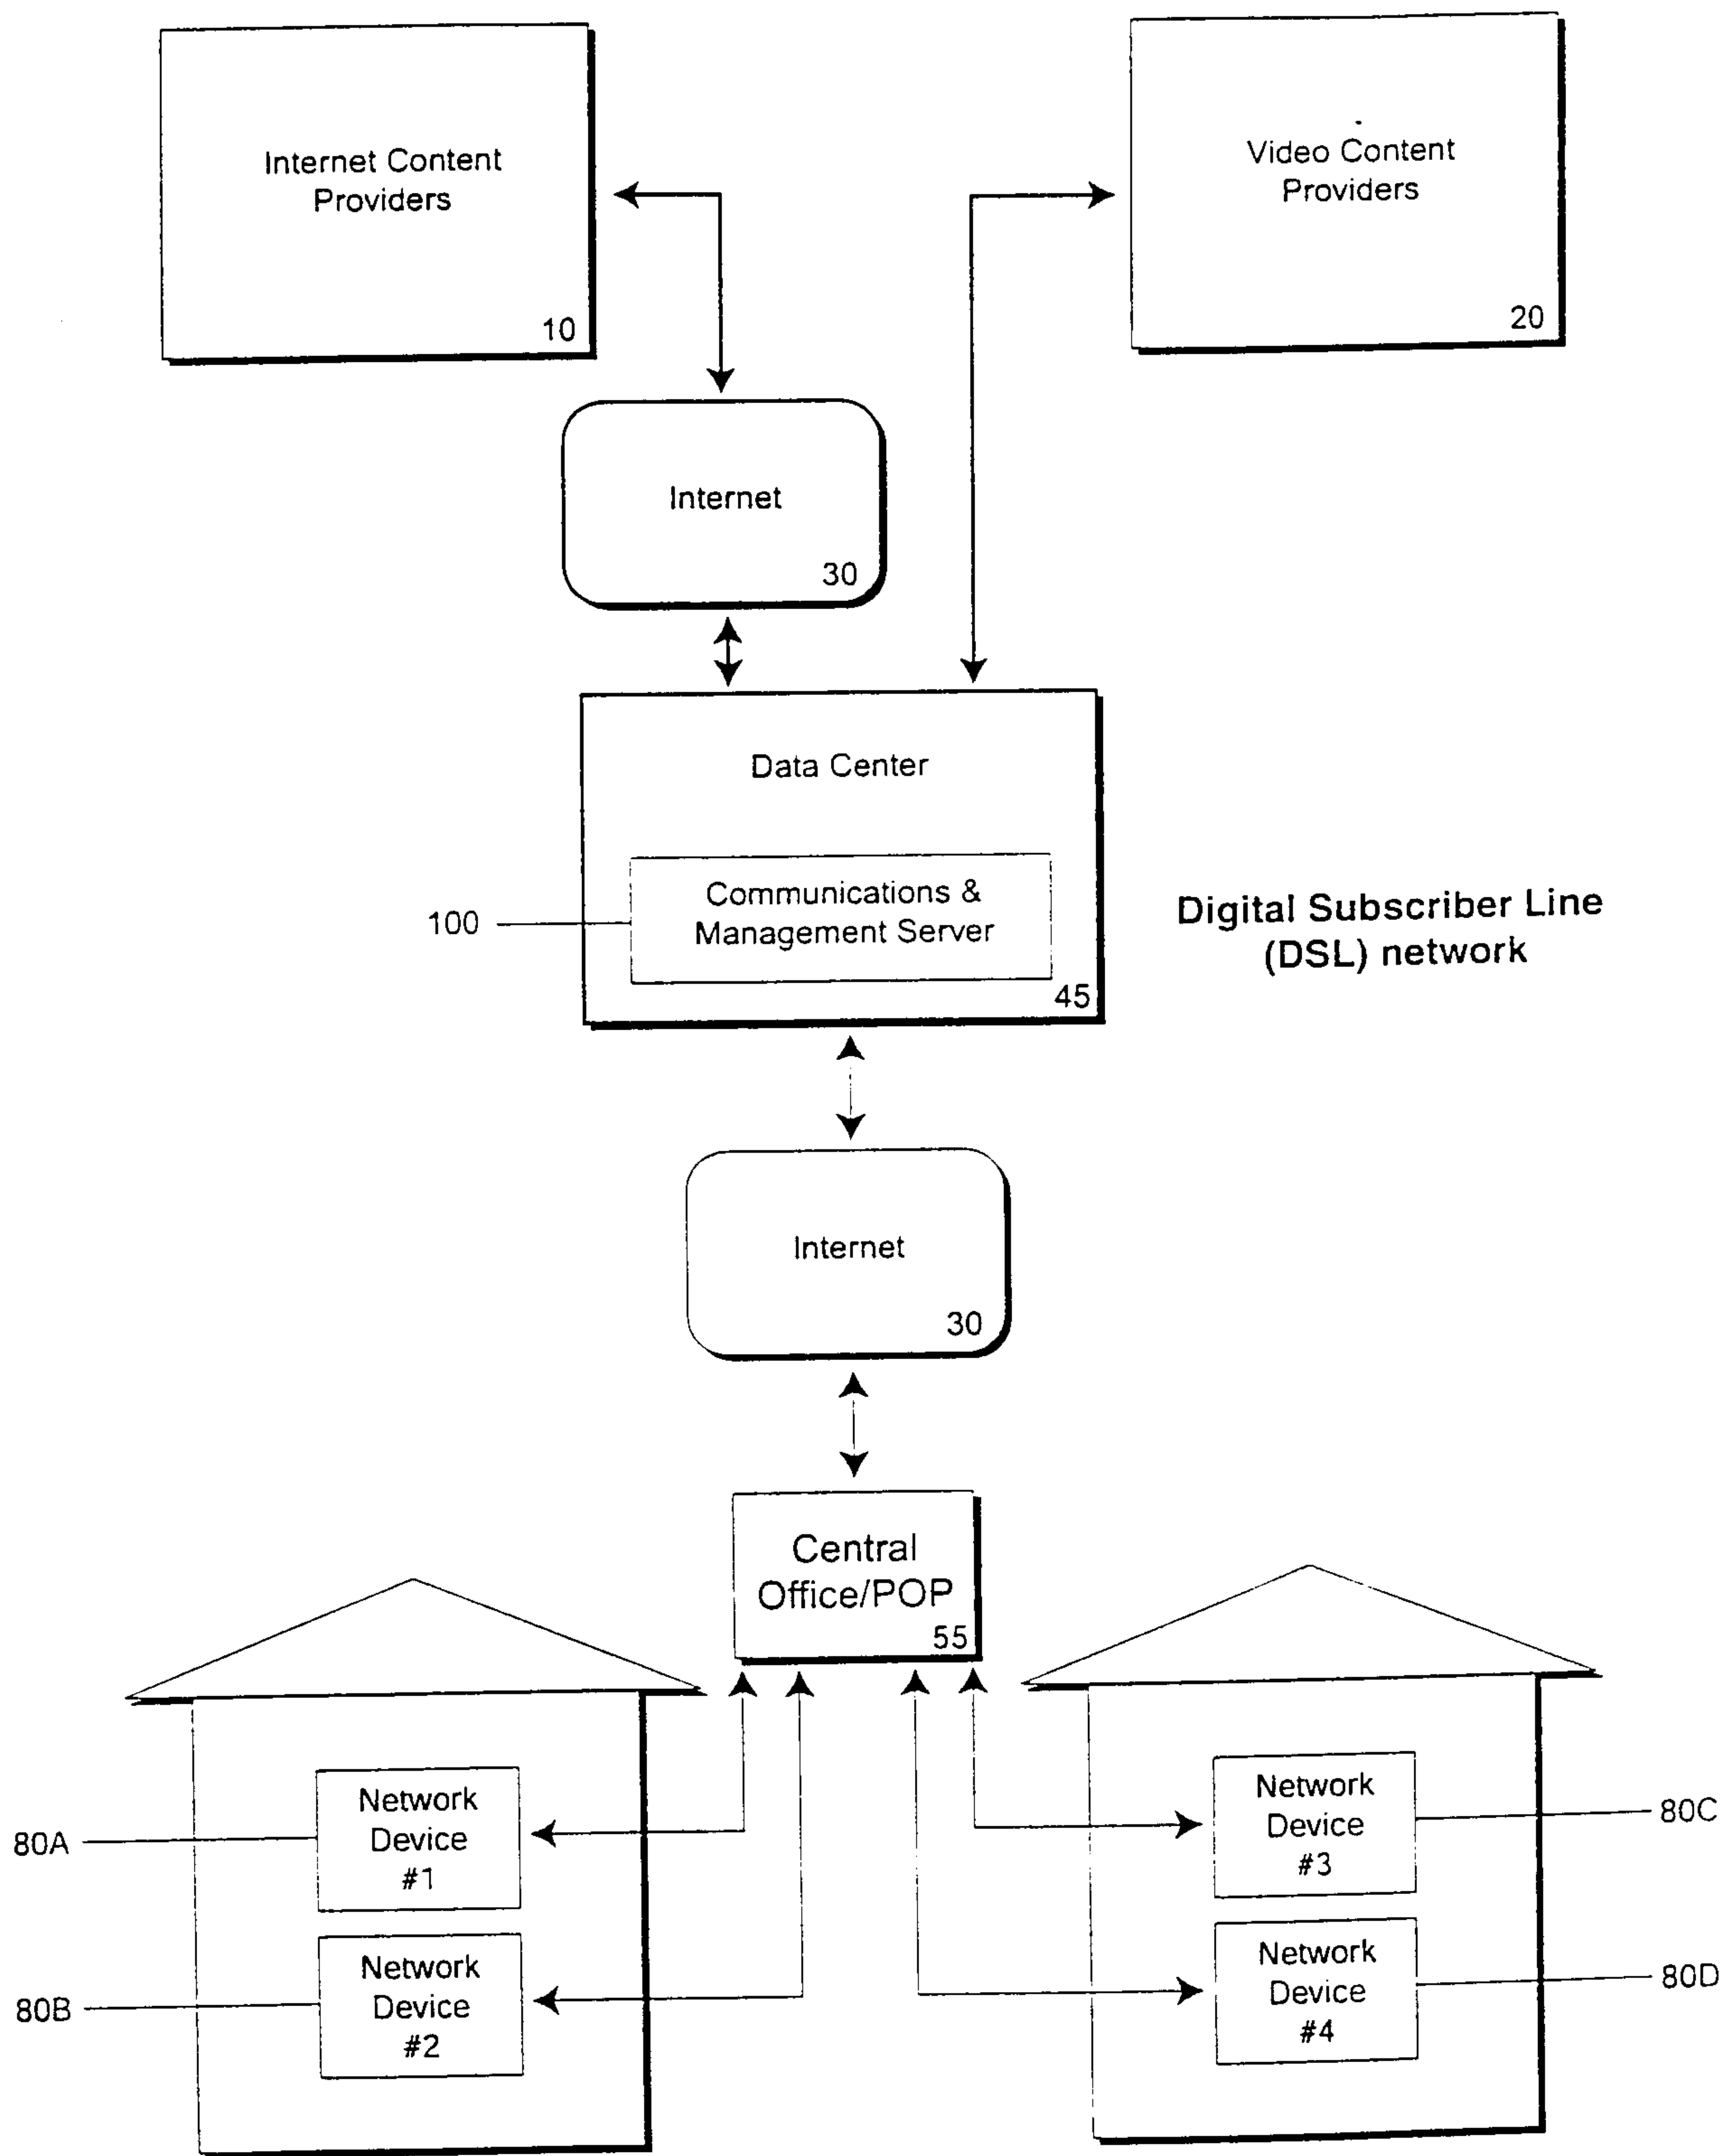 Internet Content
Providers
10
Video Content
Providers
20
Internet
30
Data Center
Communications &
Management Server
100
45
Digital Subscriber Line
(DSL) network
Internet
30
Central
Office/POP
55
Network
Device
#1
80A
Network
Device
#2
80B
Network
Device
#3
80C
Network
Device
#4
80D